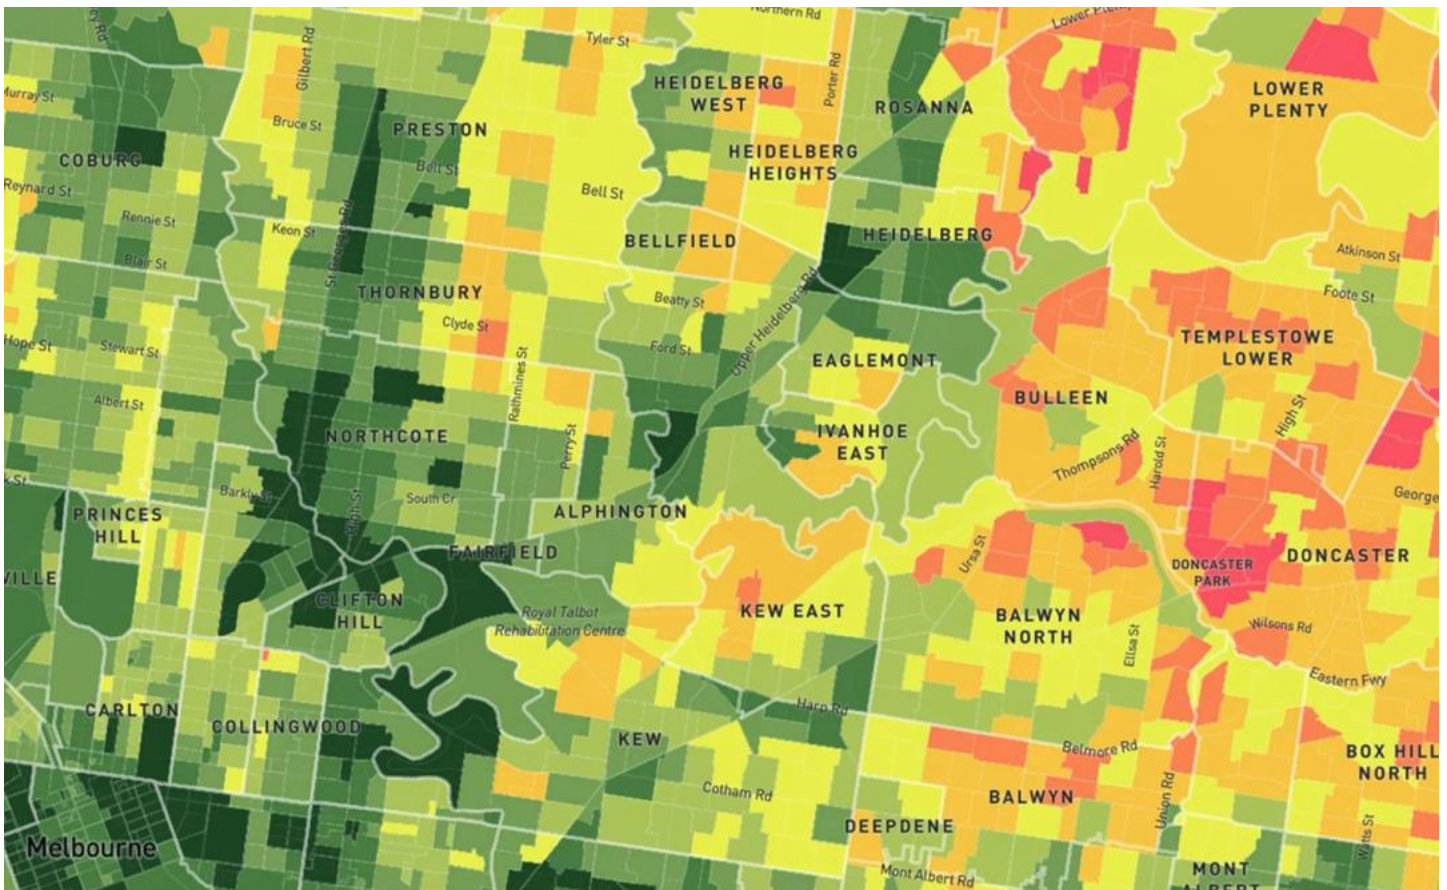 Northern Rd
Lower Plenty
Tyler St
Gilbert Rd
Porter Rd
HEIDELBERG
WEST
LOWER
PLENTY
Murray St
ROSANNA
Bruce St
PRESTON
COBURG
HEIDELBERG
HEIGHTS
Bell St
Reynard St
Bell St
Rennie St
Keon St
St Georges Rd
BELLFIELD
HEIDELBERG
Atkinson St
Blair St
THORNBURY
Beatty St
Upper Heidelberg Rd
Foote St
Clyde St
Hope St
Stewart St
Ford St
EAGLEMONT
TEMPLESTOWE
LOWER
Rathmines St
BULLEEN
Albert St
High St
NORTHCOTE
Perry St
IVANHOE
EAST
Thompsons Rd
Harold St
Barkly St
High St
South Cr
George
PRINCES
HILL
ALPHINGTON
FAIRFIELD
Ursa St
DONCASTER
DONCASTER
PARK
VILLE
CLIFTON
HILL
Royal Talbot
Rehabilitation Centre
KEW EAST
BALWYN
NORTH
Ellsa St
Wilsons Rd
Eastern Fwy
CARLTON
COLLINGWOOD
Harp Rd
KEW
Belmore Rd
BOX HILL
NORTH
Cotham Rd
BALWYN
Union Rd
DEEPDENE
Watts St
Melbourne
Mont Albert Rd
MONT
ALBERT